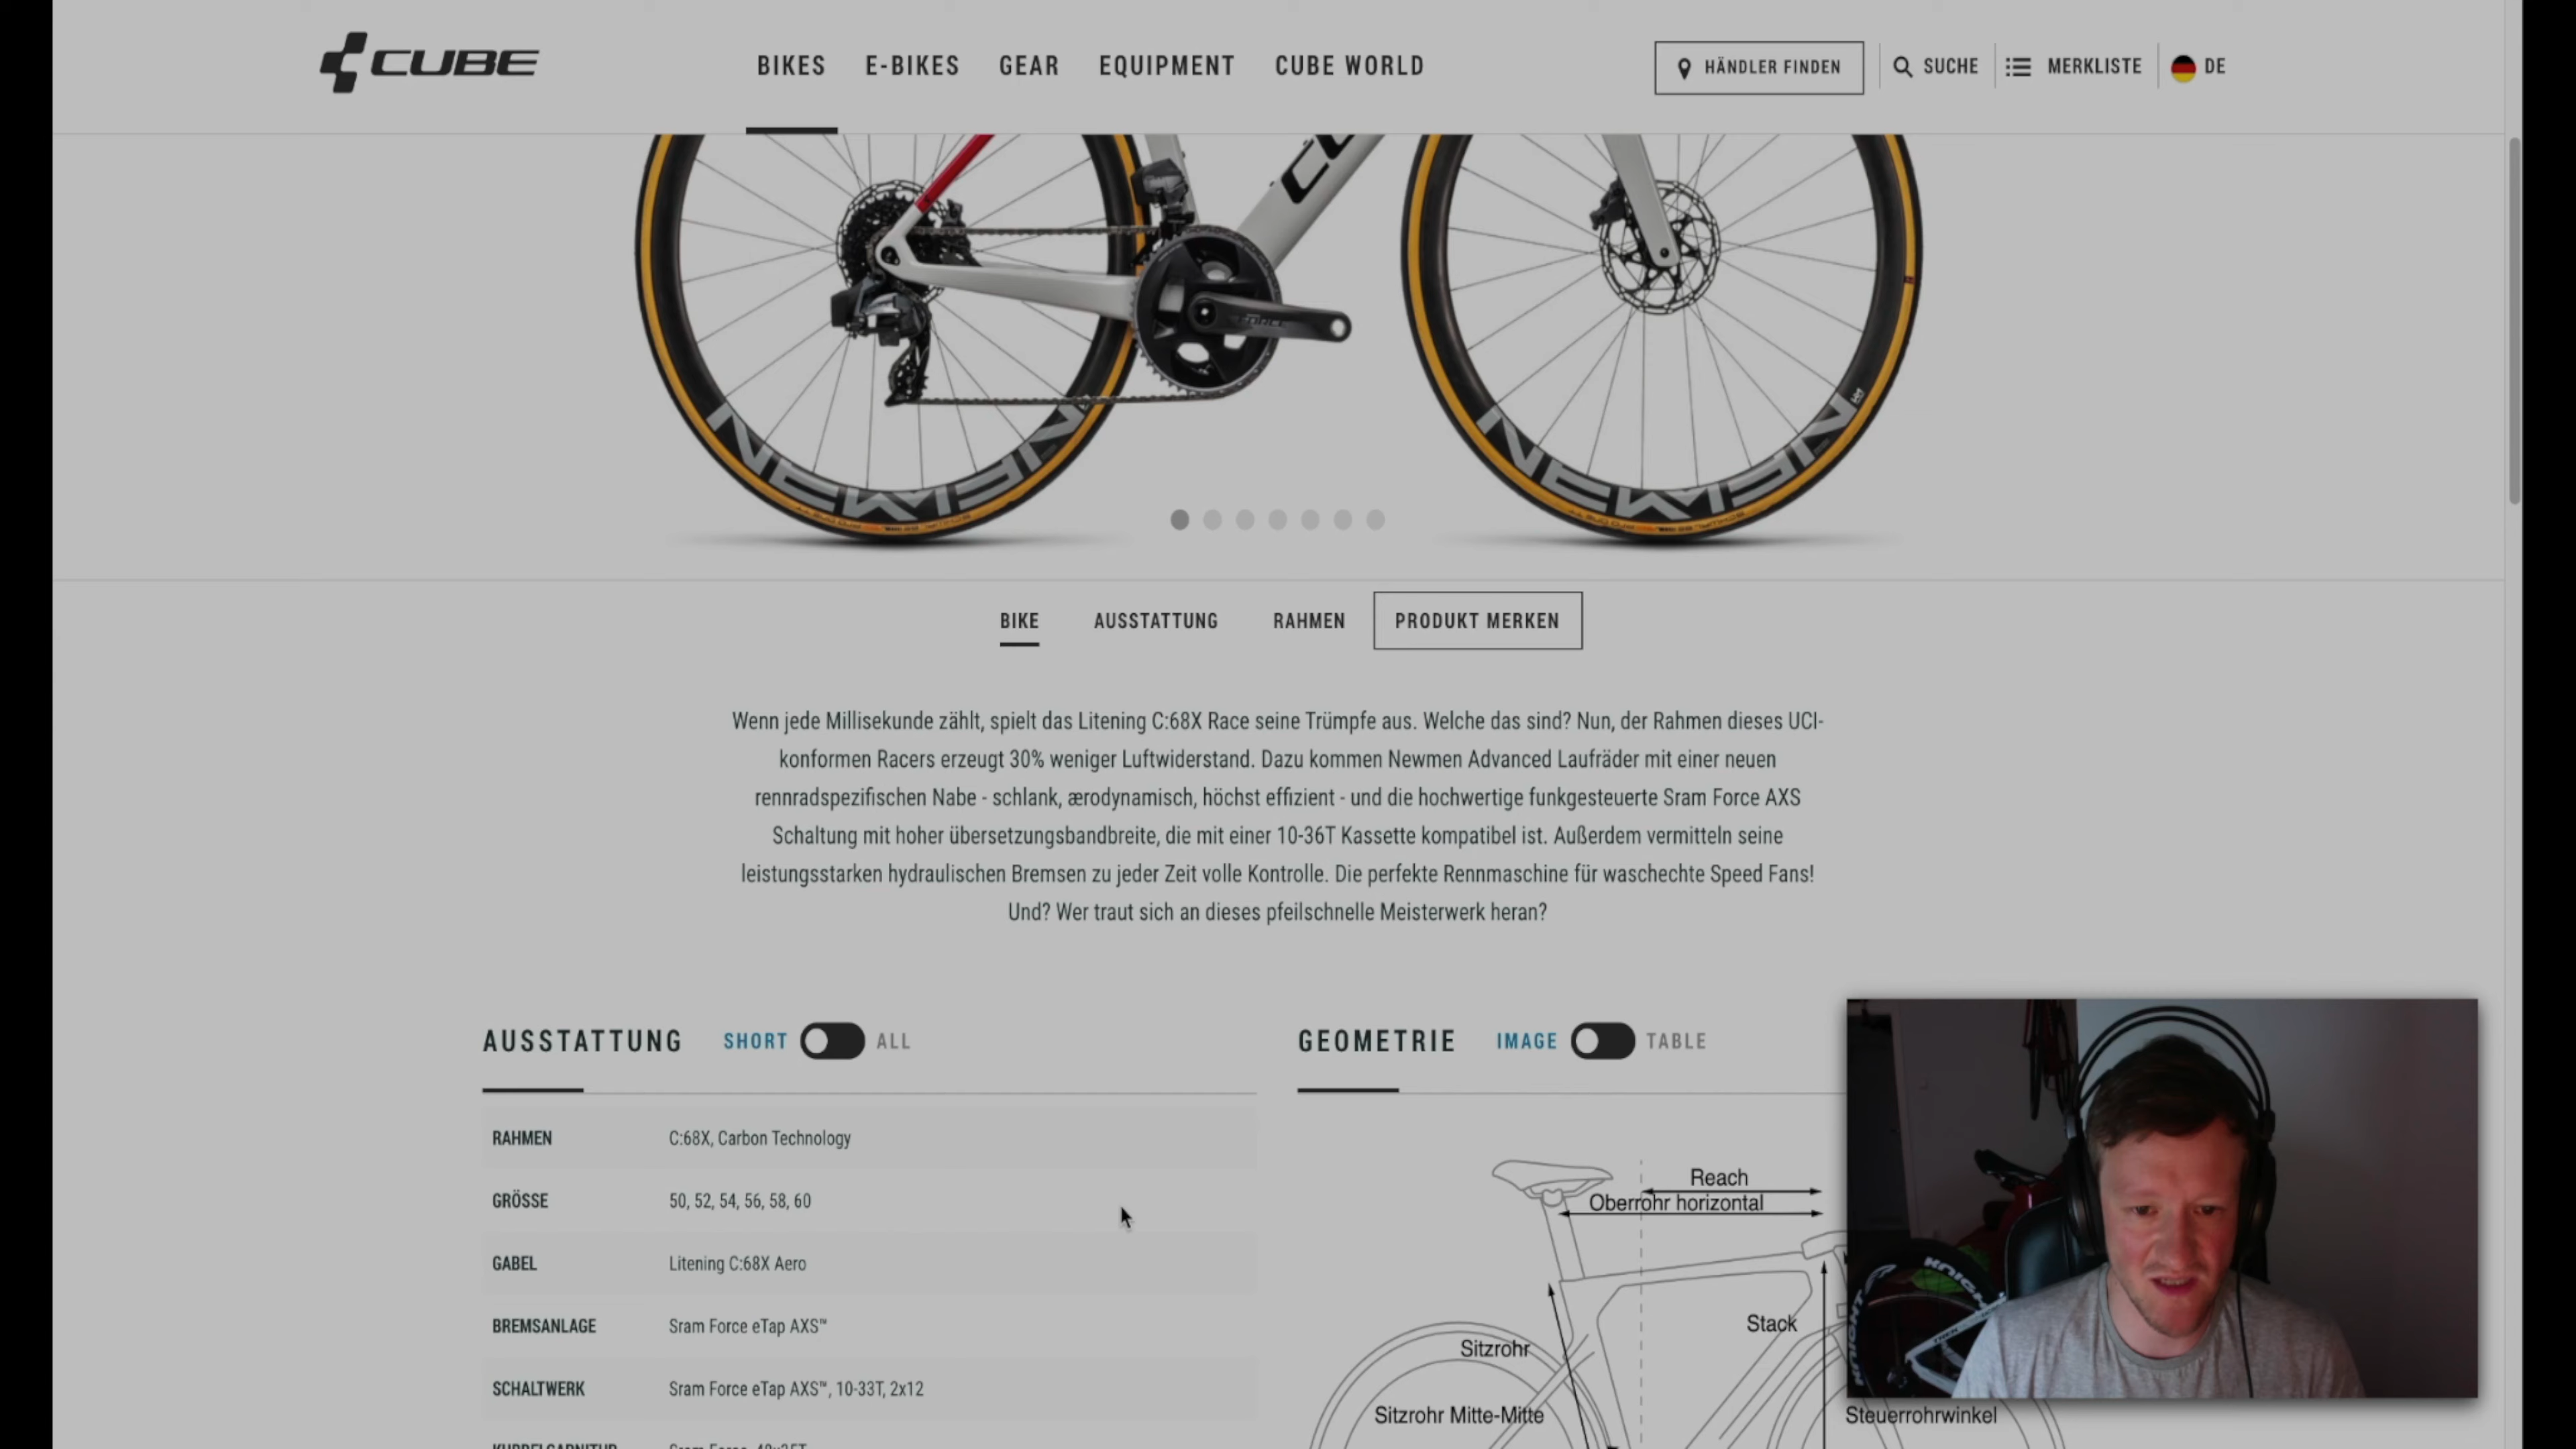 CUBE
BIKES
E-BIKES
GEAR
EQUIPMENT
CUBE WORLD
HÄNDLER FINDEN
SUCHE
MERKLISTE
DE
FORCE
NEWMEN
NEWMEN
BIKE
AUSSTATTUNG
RAHMEN
PRODUKT MERKEN
Wenn jede Millisekunde zählt, spielt das Litening C:68X Race seine Trümpfe aus. Welche das sind? Nun, der Rahmen dieses UCI-
konformen Racers erzeugt 30% weniger Luftwiderstand. Dazu kommen Newmen Advanced Laufräder mit einer neuen
rennradspezifischen Nabe - schlank, ærodynamisch, höchst effizient - und die hochwertige funkgesteuerte Sram Force AXS
Schaltung mit hoher übersetzungsbandbreite, die mit einer 10-36T Kassette kompatibel ist. Außerdem vermitteln seine
leistungsstarken hydraulischen Bremsen zu jeder Zeit volle Kontrolle. Die perfekte Rennmaschine für waschechte Speed Fans!
Und? Wer traut sich an dieses pfeilschnelle Meisterwerk heran?
AUSSTATTUNG
SHORT
ALL
RAHMEN C:68X, Carbon Technology
GRÖSSE 50, 52, 54, 56, 58, 60
GABEL Litening C:68X Aero
BREMSANLAGE Sram Force eTap AXS™
SCHALTWERK Sram Force eTap AXS™, 10-33T, 2x12
GEOMETRIE
IMAGE
TABLE
Reach
Oberrohr horizontal
Stack
Sitzrohr
Sitzrohr Mitte-Mitte
Steuerrohrwinkel
KNIGHT